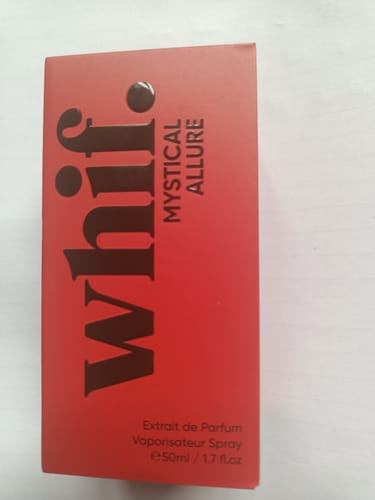 whif.
MYSTICAL
ALLURE
Extrait de Parfum
Vaporisateur Spray
℮50ml / 1.7 fl.oz